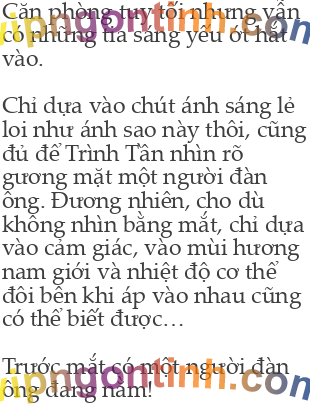 Căn phòng tuy tối nhưng vẫn
có những tia sáng yếu ớt hắt
vào.
Chỉ dựa vào chút ánh sáng lẻ
loi như ánh sao này thôi, cũng
đủ để Trình Tần nhìn rõ
gương mặt một người đàn
ông. Đương nhiên, cho dù
không nhìn bằng mắt, chỉ dựa
vào cảm giác, vào mùi hương
nam giới và nhiệt độ cơ thể
đôi bên khi áp vào nhau cũng
có thể biết được…
Trước mắt có một người đàn
ông đang nằm!
vipngontinh.com
vipngontinh.com